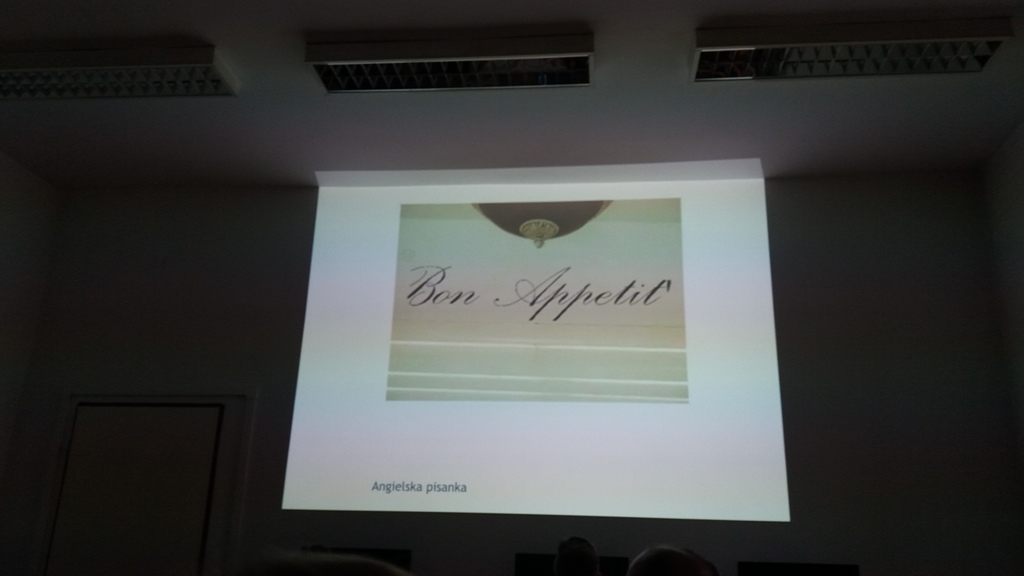 Bon Appetit"
Angielska pisanka